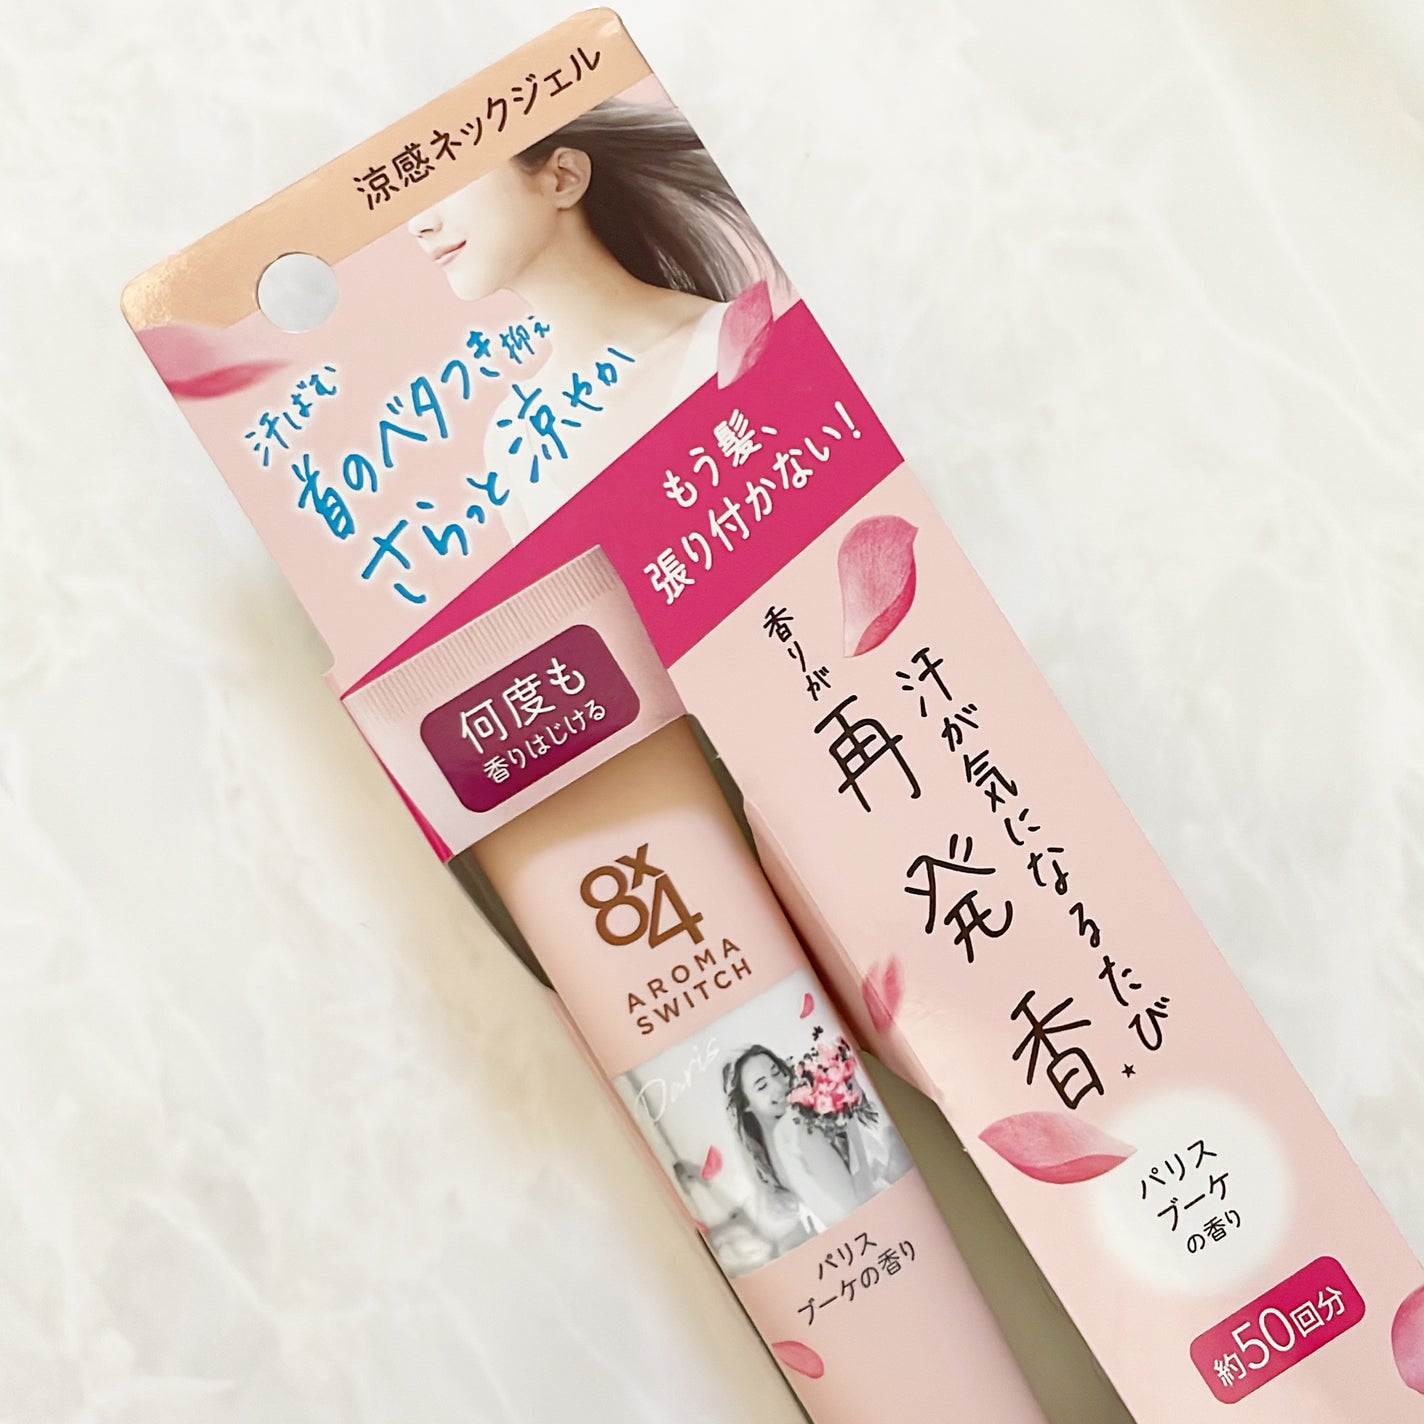 涼感ネックジェル
汗ばむ
首のベタつき抑え
さらっと涼やか
もう髪、
張り付かない!
何度も
香りはじける
8x4
AROMA
SWITCH
Paris
パリス
ブーケの香り
汗が気になるたび
香りが
再発香
パリス
ブーケ
の香り
約50回分